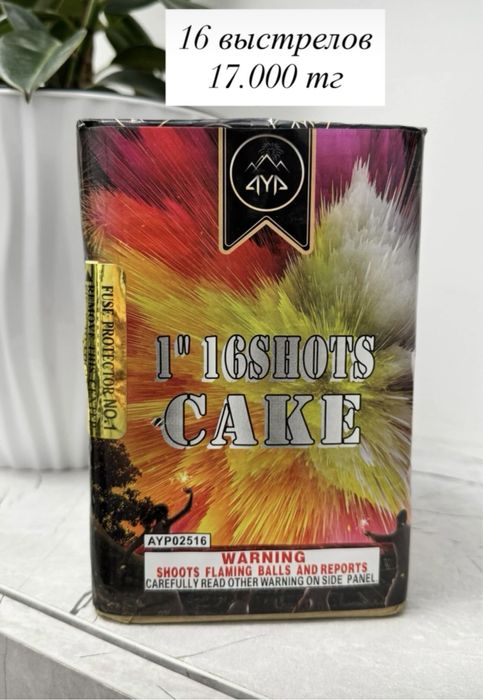 16 выстрелов
17.000 тг
AYP
FUSE PROTECTOR NO.1
1" 16SHOTS
CAKE
AYP02516
WARNING
SHOOTS FLAMING BALLS AND REPORTS
CAREFULLY READ OTHER WARNING ON SIDE PANEL